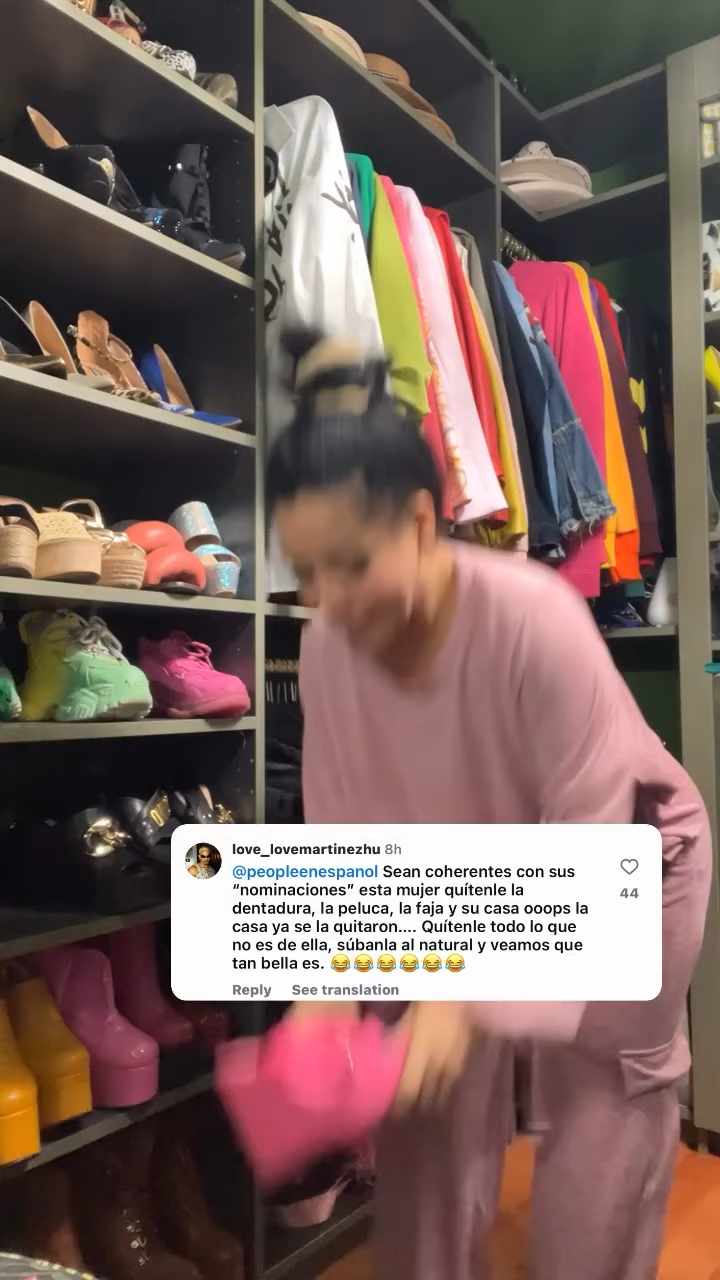 love_lovemartinezhu 8h
@peopleenespanol Sean coherentes con sus
“nominaciones” esta mujer quítenle la
dentadura, la peluca, la faja y su casa ooops la
casa ya se la quitaron.... Quítenle todo lo que
no es de ella, súbanla al natural y veamos que
tan bella es. 😂😂😂😂😂😂
44
Reply See translation